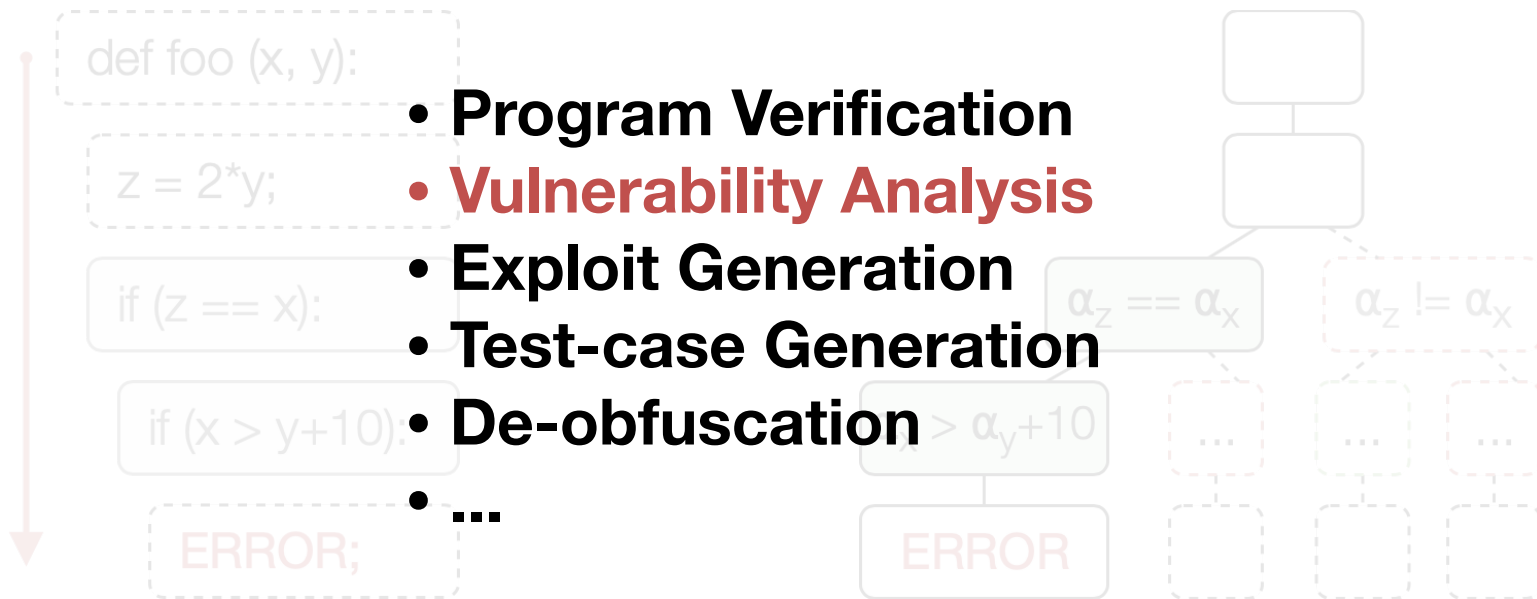 def foo (x, y):
z = 2*y;
if (z == x):
if (x > y+10):
ERROR;
• Program Verification
• Vulnerability Analysis
• Exploit Generation
• Test-case Generation
• De-obfuscation
• ...
αz == αx
αz != αx
> αy+10
...
...
...
ERROR